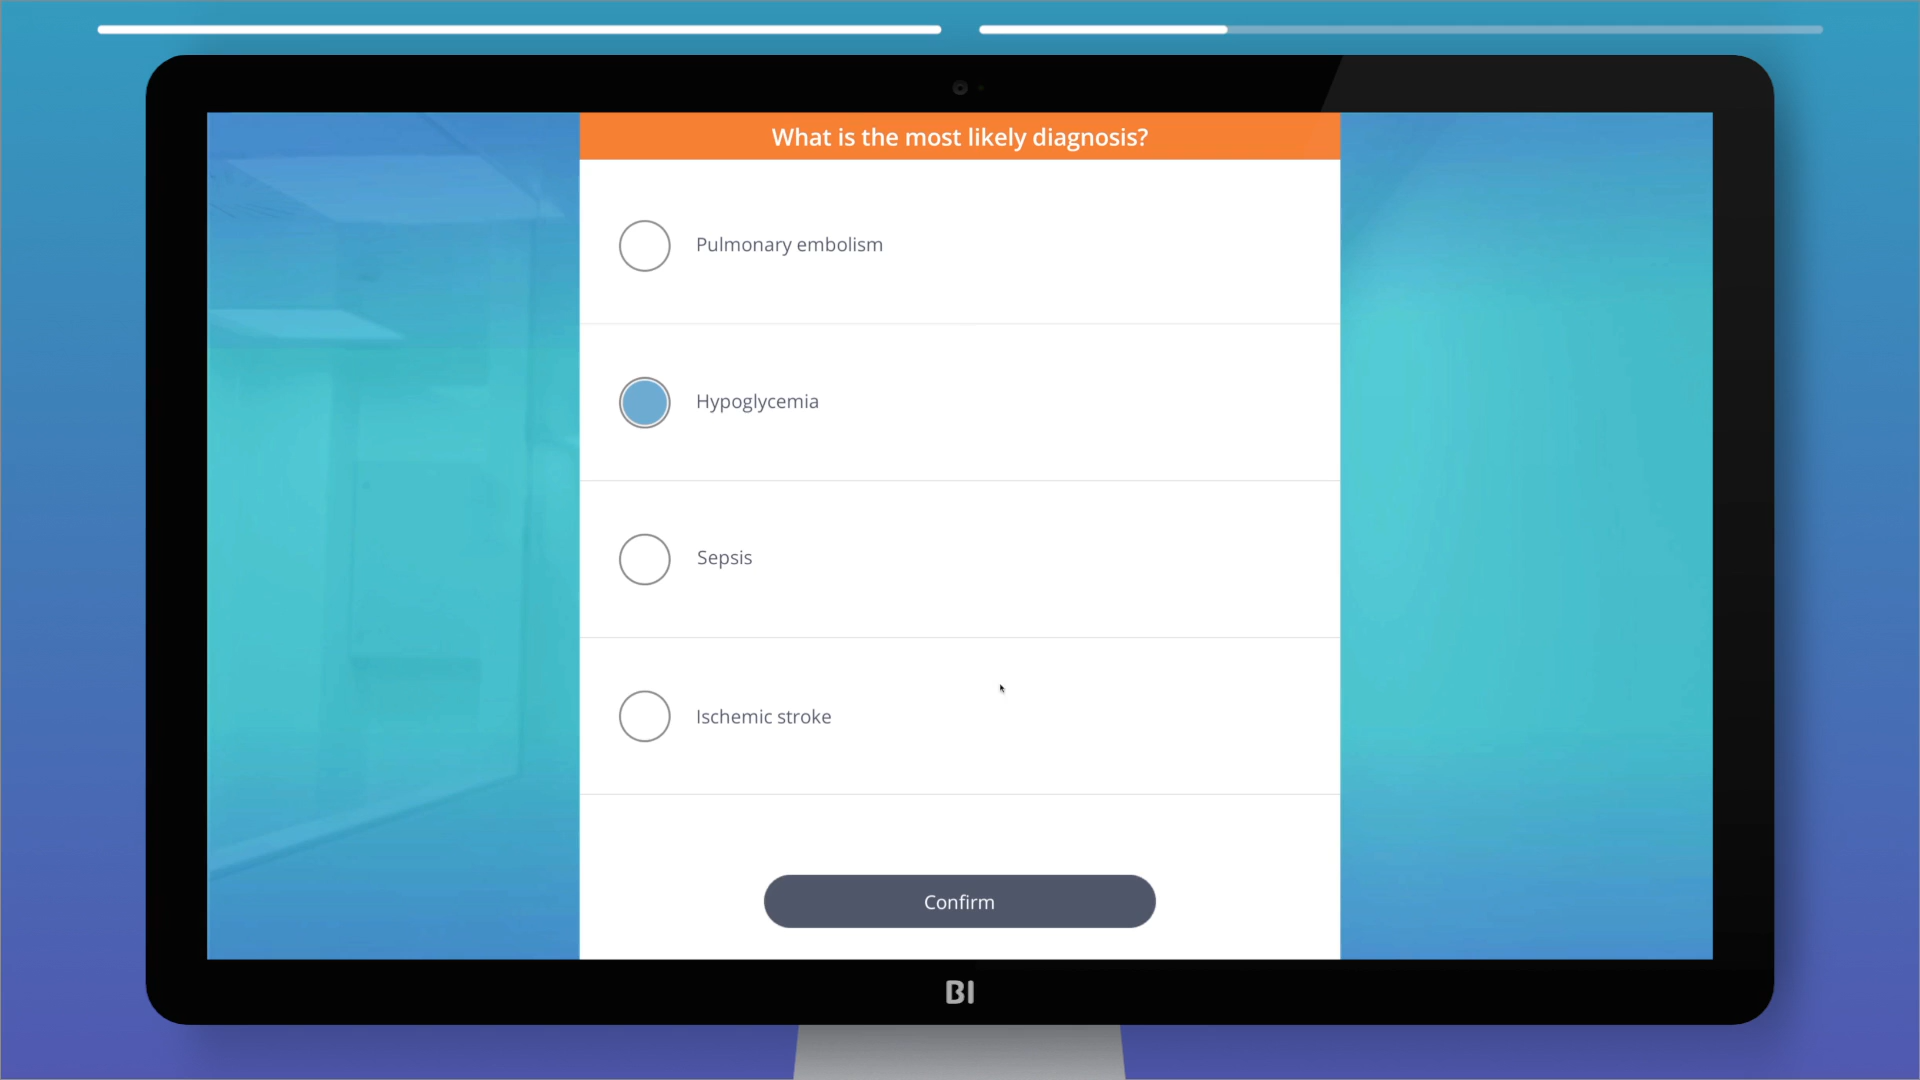 What is the most likely diagnosis?
Pulmonary embolism
Hypoglycemia
Sepsis
Ischemic stroke
Confirm
BI